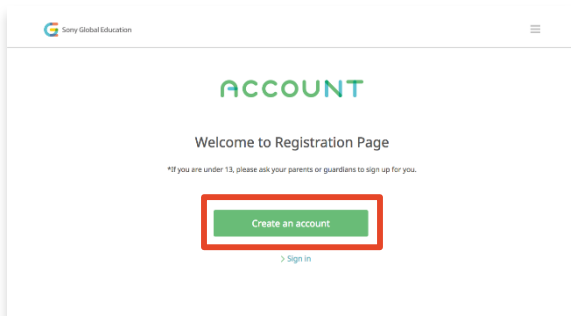 Sony Global Education
ACCOUNT
Welcome to Registration Page
*If you are under 13, please ask your parents or guardians to sign up for you.
Create an account
> Sign in